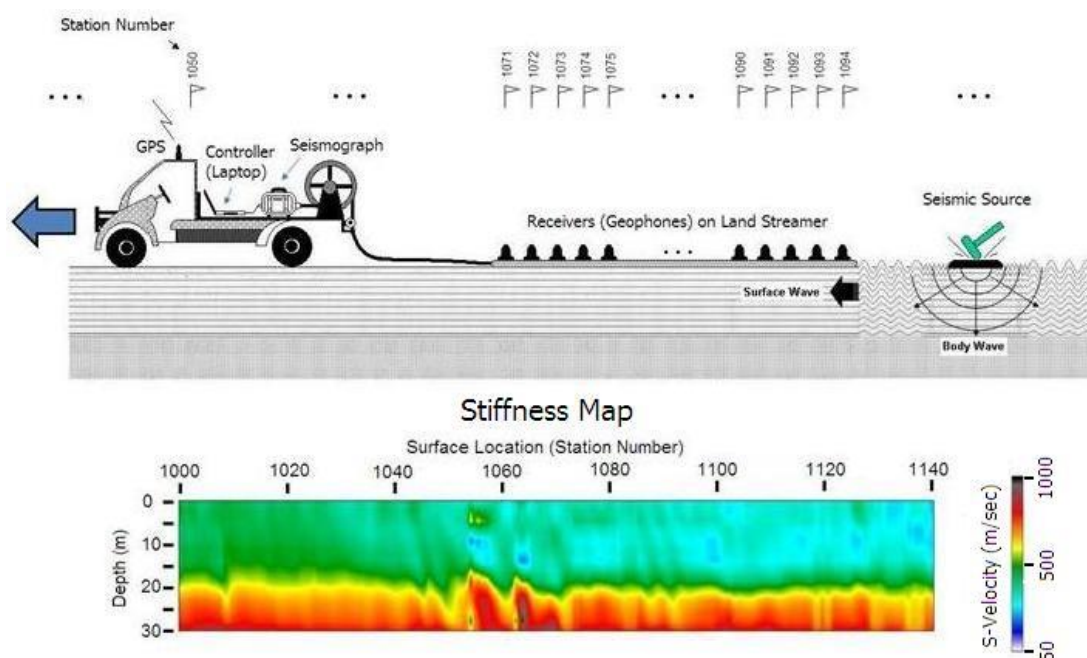 Station Number
1050
1071
1072
1073
1074
1075
1090
1091
1092
1093
1094
GPS
Controller
(Laptop)
Seismograph
Receivers (Geophones) on Land Streamer
Seismic Source
Surface Wave
Body Wave
Stiffness Map
Surface Location (Station Number)
1000 1020 1040 1060 1080 1100 1120 1140
Depth (m)
0
10
20
30
S-Velocity (m/sec)
1000
500
50